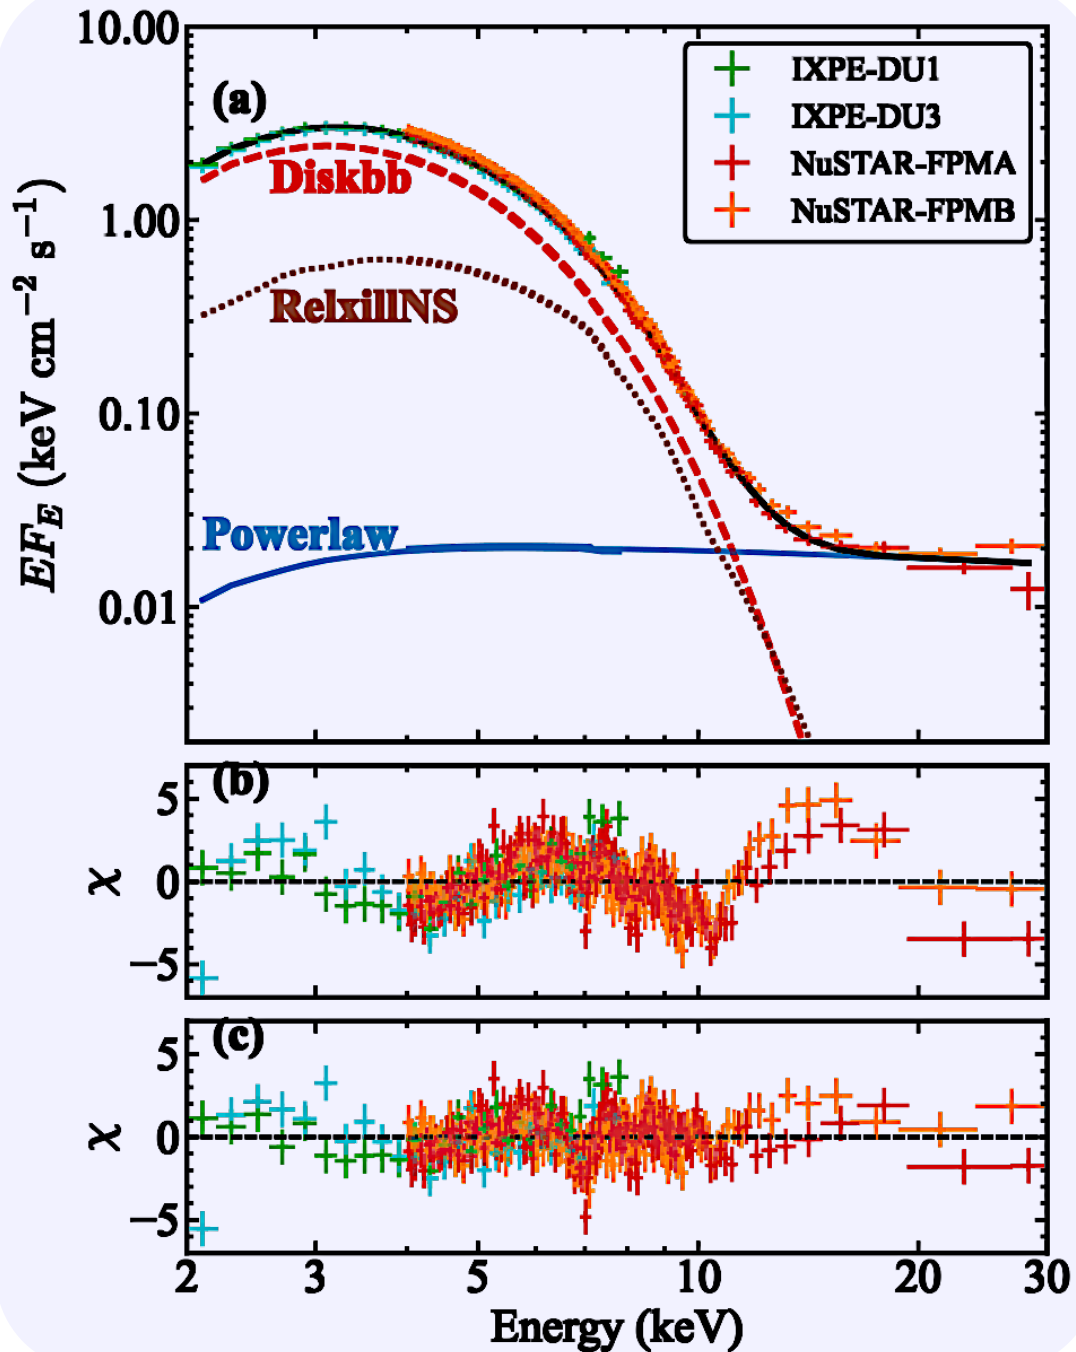 10.00
(a)
IXPE-DU1
IXPE-DU3
NuSTAR-FPMA
NuSTAR-FPMB
Diskbb
1.00
RelxillNS
0.10
Powerlaw
0.01
EF_E (keV cm⁻² s⁻¹)
(b)
5
0
−5
χ
(c)
5
0
−5
χ
2 3 5 10 20 30
Energy (keV)